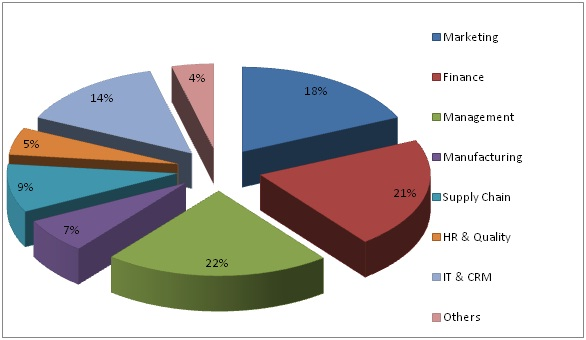 18%
21%
22%
7%
9%
5%
14%
4%
Marketing
Finance
Management
Manufacturing
Supply Chain
HR & Quality
IT & CRM
Others